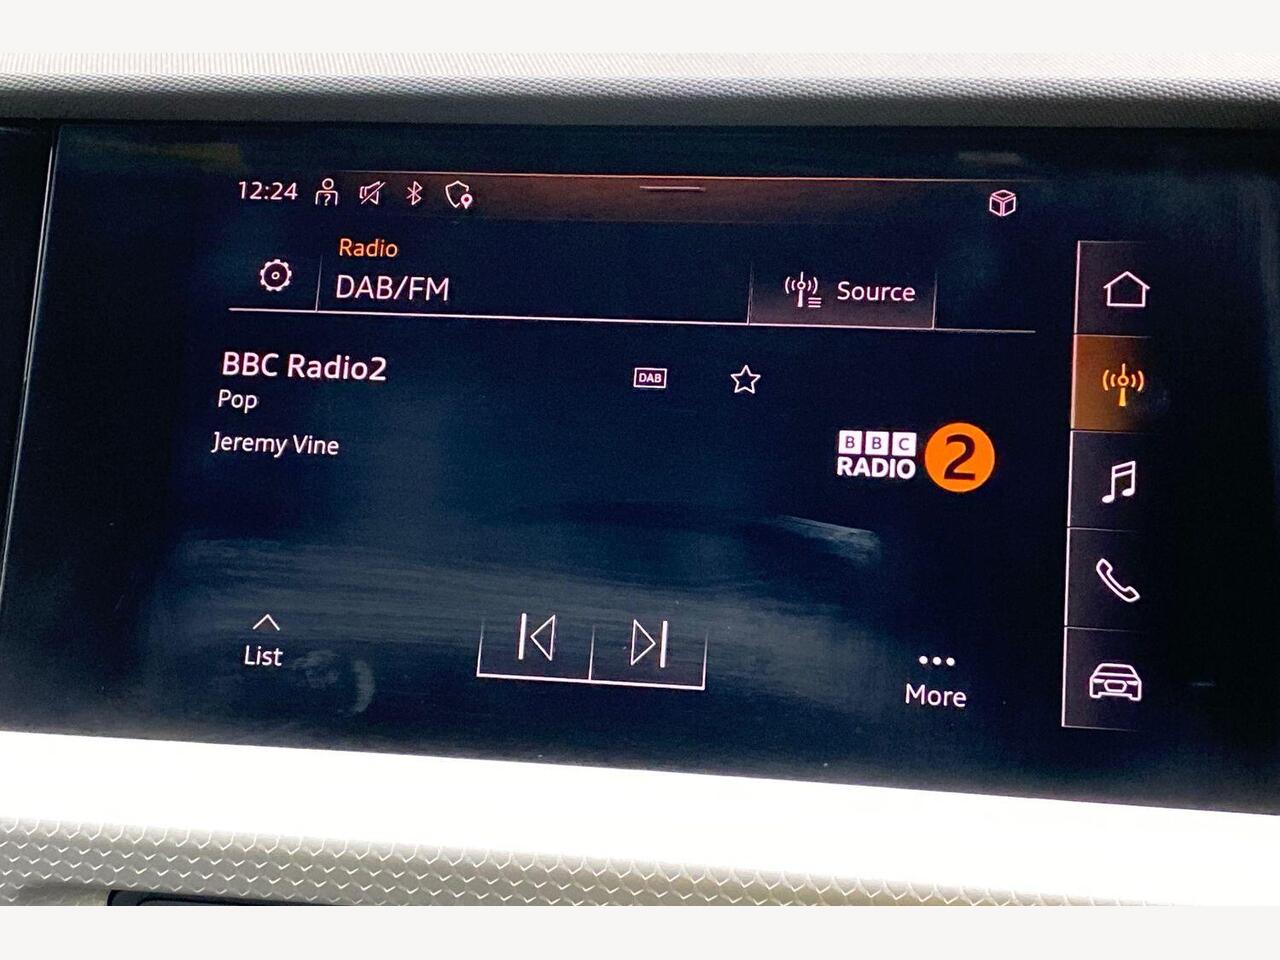 12:24
Radio
DAB/FM
Source
BBC Radio2
DAB
Pop
Jeremy Vine
BBC
RADIO 2
List
More